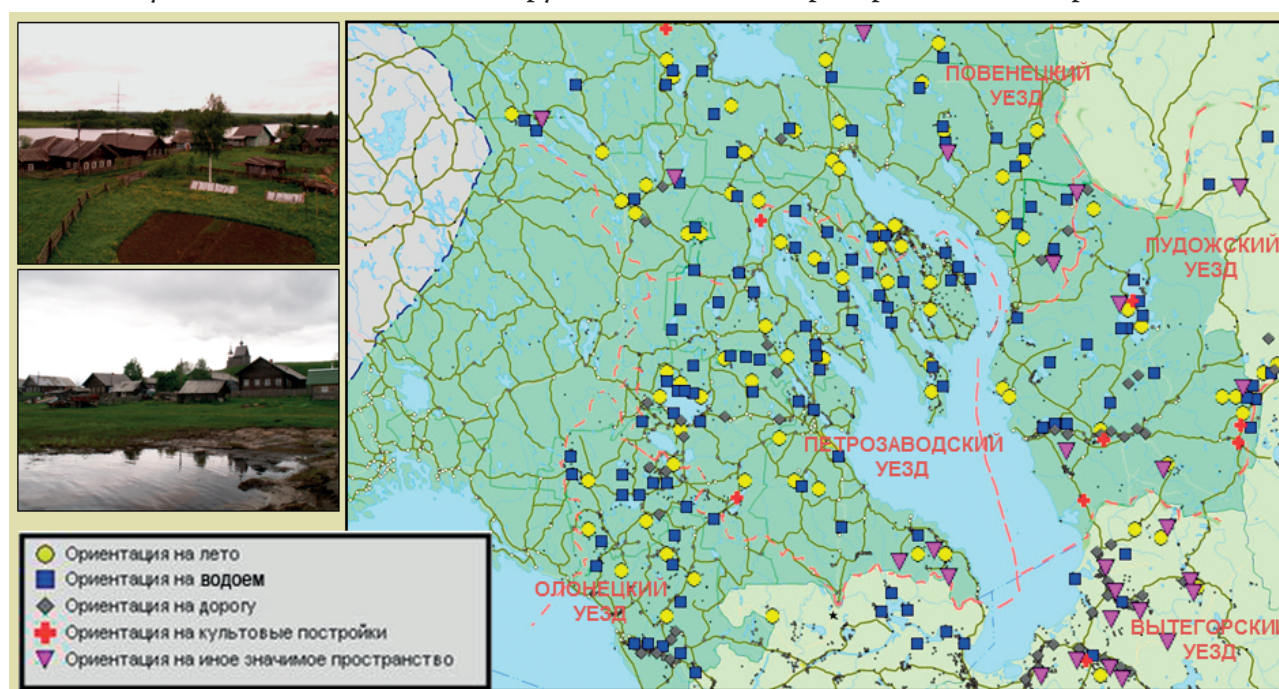 ПОВЕНЕЦКИЙ
УЕЗД
ПУДОЖСКИЙ
УЕЗД
ПЕТРОЗАВОДСКИЙ
УЕЗД
ОЛОНЕЦКИЙ
УЕЗД
ВЫТЕГОРСКИЙ
УЕЗД
Ориентация на лето
Ориентация на водоем
Ориентация на дорогу
Ориентация на культовые постройки
Ориентация на иное значимое пространство